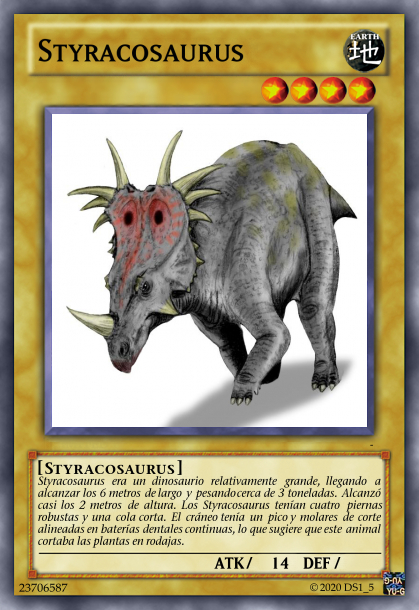 STYRACOSAURUS
EARTH
地
[STYRACOSAURUS]
Styracosaurus era un dinosaurio relativamente grande, llegando a
alcanzar los 6 metros de largo y pesandocerca de 3 toneladas. Alcanzó
casi los 2 metros de altura. Los Styracosaurus tenían cuatro piernas
robustas y una cola corta. El cráneo tenía un pico y molares de corte
alineadas en baterías dentales continuas, lo que sugiere que este animal
cortaba las plantas en rodajas.
ATK/ 14 DEF/
23706587
© 2020 DS1_5